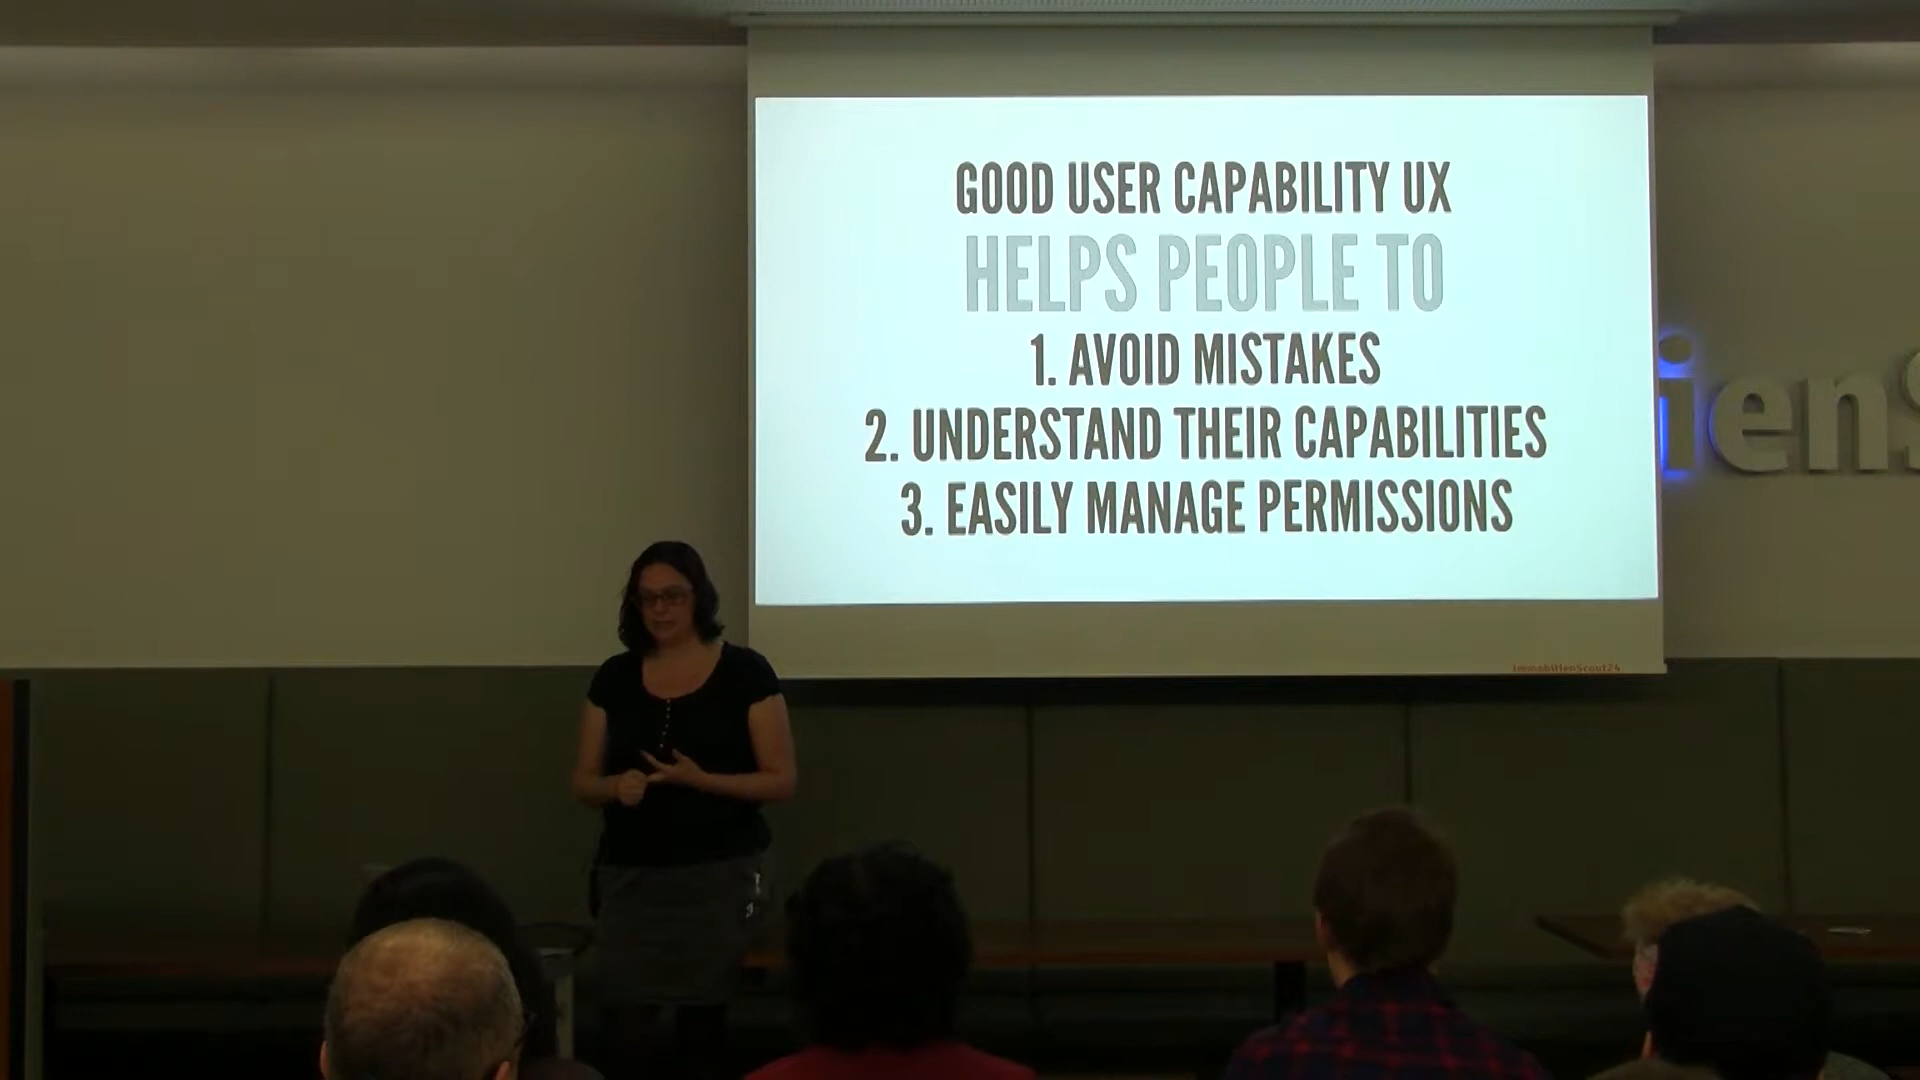 GOOD USER CAPABILITY UX
HELPS PEOPLE TO
1. AVOID MISTAKES
2. UNDERSTAND THEIR CAPABILITIES
3. EASILY MANAGE PERMISSIONS
ienS
ImmobilienScout24